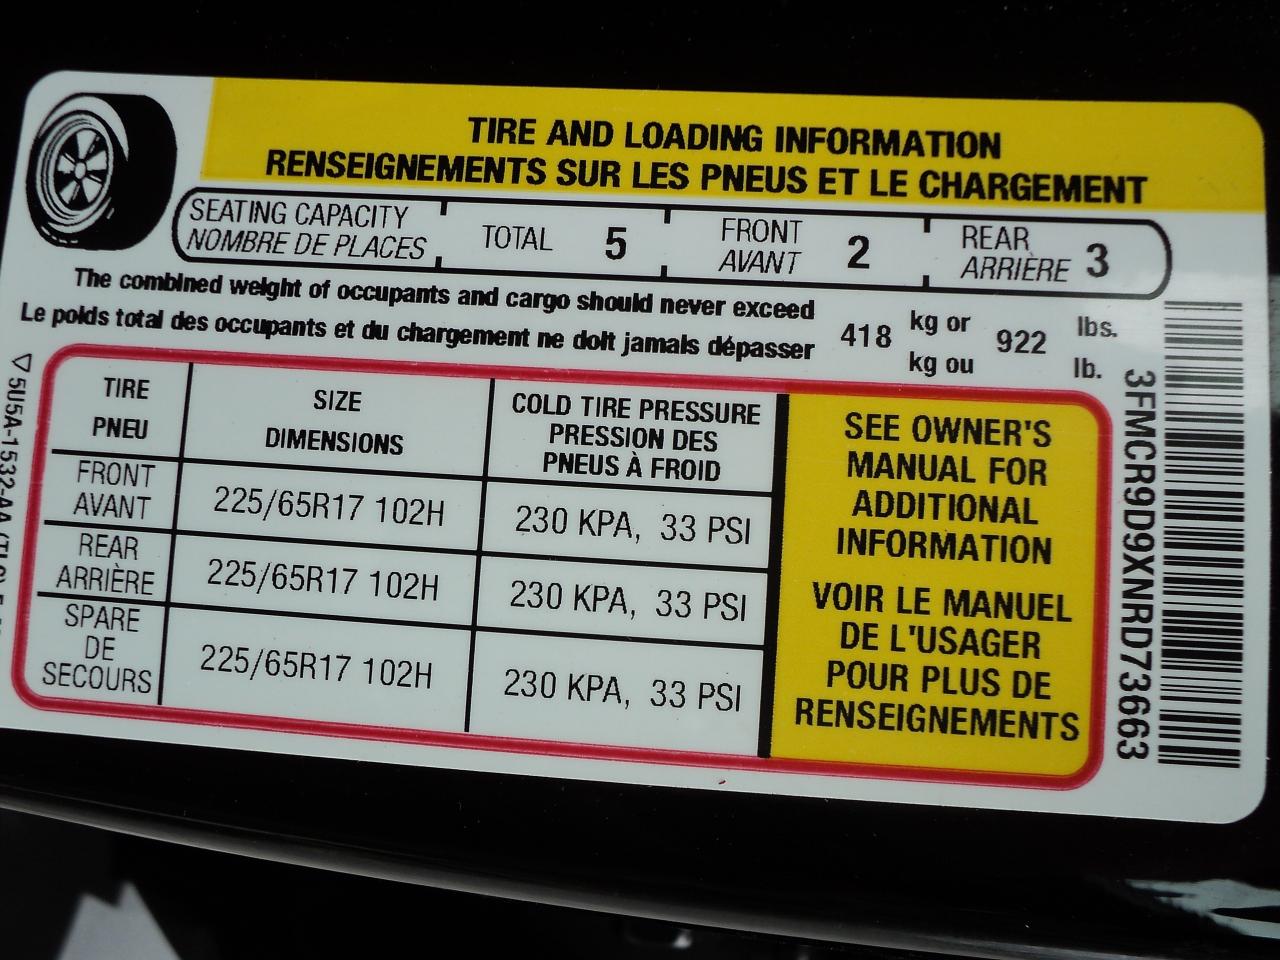 TIRE AND LOADING INFORMATION
RENSEIGNEMENTS SUR LES PNEUS ET LE CHARGEMENT
SEATING CAPACITY
NOMBRE DE PLACES
TOTAL 5
FRONT
AVANT 2
REAR
ARRIÈRE 3
The combined weight of occupants and cargo should never exceed
Le poids total des occupants et du chargement ne doit jamais dépasser
418 kg or 922 lbs.
kg ou lb.
TIRE
PNEU
SIZE
DIMENSIONS
COLD TIRE PRESSURE
PRESSION DES
PNEUS À FROID
FRONT
AVANT
225/65R17 102H
230 KPA, 33 PSI
REAR
ARRIÈRE
225/65R17 102H
230 KPA, 33 PSI
SPARE
DE
SECOURS
225/65R17 102H
230 KPA, 33 PSI
SEE OWNER'S
MANUAL FOR
ADDITIONAL
INFORMATION
VOIR LE MANUEL
DE L'USAGER
POUR PLUS DE
RENSEIGNEMENTS
3FMCR9D9XNRD73663
5U5A-1532-AA